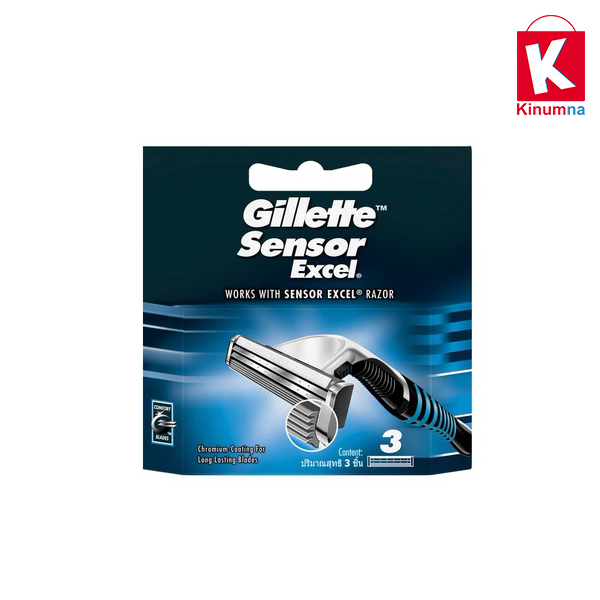 K
Kinumna
Gillette™
Sensor
Excel®
WORKS WITH SENSOR EXCEL® RAZOR
COMFORT
BLADES
Chromium-Coating For
Long Lasting Blades
Content:
ปริมาณสุทธิ 3 ชิ้น
3